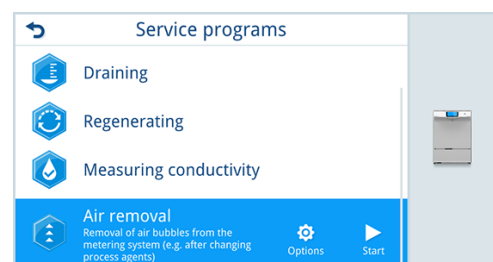 Service programs
Draining
Regenerating
Measuring conductivity
Air removal
Removal of air bubbles from the
metering system (e.g. after changing
process agents)
Options
Start